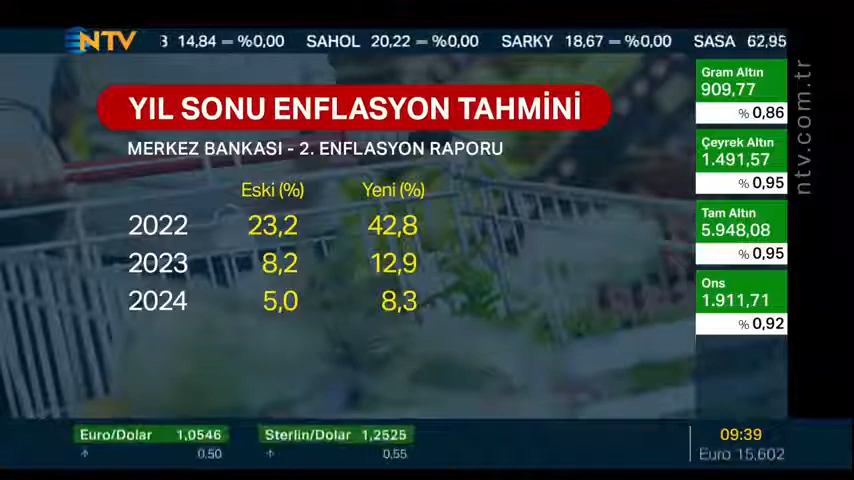 NTV
3 14,84 = %0,00 SAHOL 20,22 = %0,00 SARKY 18,67 = %0,00 SASA 62,95
YIL SONU ENFLASYON TAHMİNİ
MERKEZ BANKASI - 2. ENFLASYON RAPORU
Eski (%) Yeni (%)
2022 23,2 42,8
2023 8,2 12,9
2024 5,0 8,3
Gram Altın
909,77
% 0,86
Çeyrek Altın
1.491,57
% 0,95
Tam Altın
5.948,08
% 0,95
Ons
1.911,71
% 0,92
ntv.com.tr
Euro/Dolar 1,0546
0.50
Sterlin/Dolar 1,2525
0,55
09:39
Euro 15,602